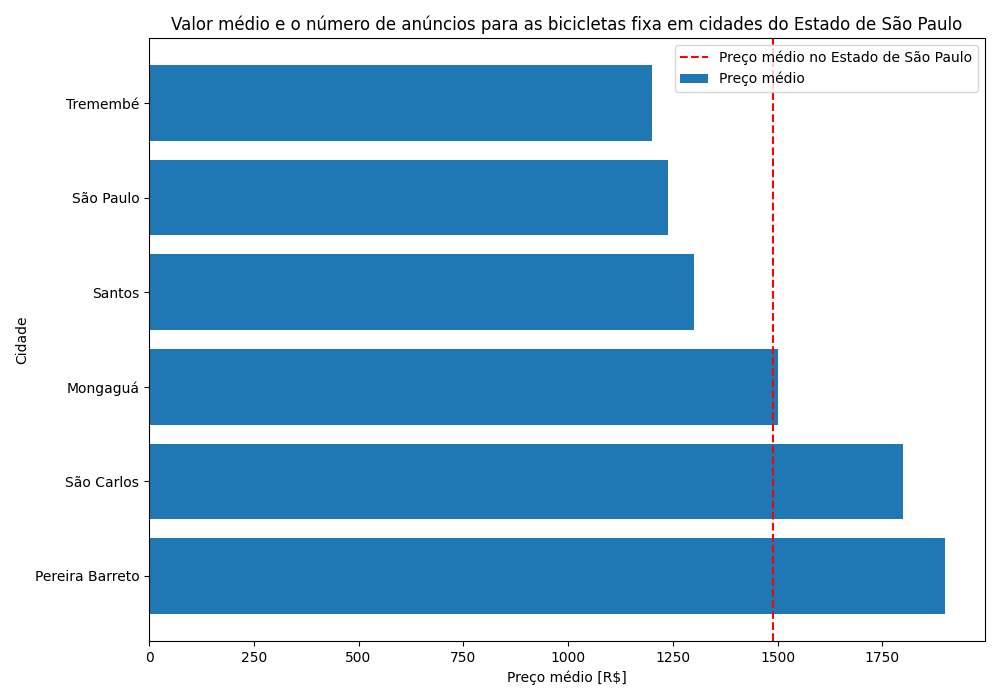 Valor médio e o número de anúncios para as bicicletas fixa em cidades do Estado de São Paulo
Preço médio no Estado de São Paulo
Preço médio
Tremembé
São Paulo
Santos
Mongaguá
São Carlos
Pereira Barreto
Cidade
0 250 500 750 1000 1250 1500 1750
Preço médio [R$]